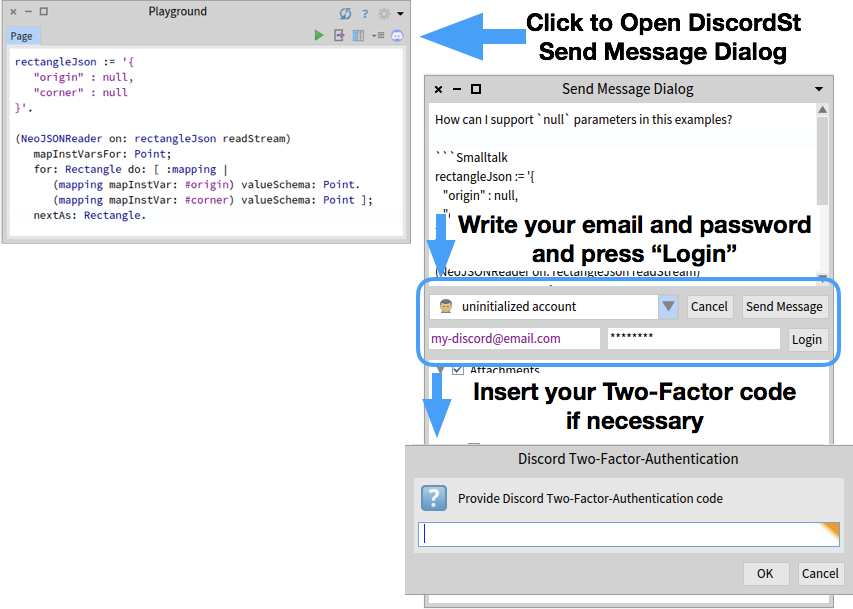 Playground
Page
rectangleJson := '{
"origin" : null,
"corner" : null
}'.
(NeoJSONReader on: rectangleJson readStream)
mapInstVarsFor: Point;
for: Rectangle do: [ :mapping |
(mapping mapInstVar: #origin) valueSchema: Point.
(mapping mapInstVar: #corner) valueSchema: Point ];
nextAs: Rectangle.
Click to Open DiscordSt
Send Message Dialog
Send Message Dialog
How can I support `null` parameters in this examples?
```Smalltalk
rectangleJson := '{
"origin" : null,
Write your email and password
and press “Login”
(NeoJSONReader on: rectangleJson readStream)
uninitialized account
Cancel
Send Message
my-discord@email.com
********
Login
Attachments
Insert your Two-Factor code
if necessary
Discord Two-Factor-Authentication
Provide Discord Two-Factor-Authentication code
OK
Cancel